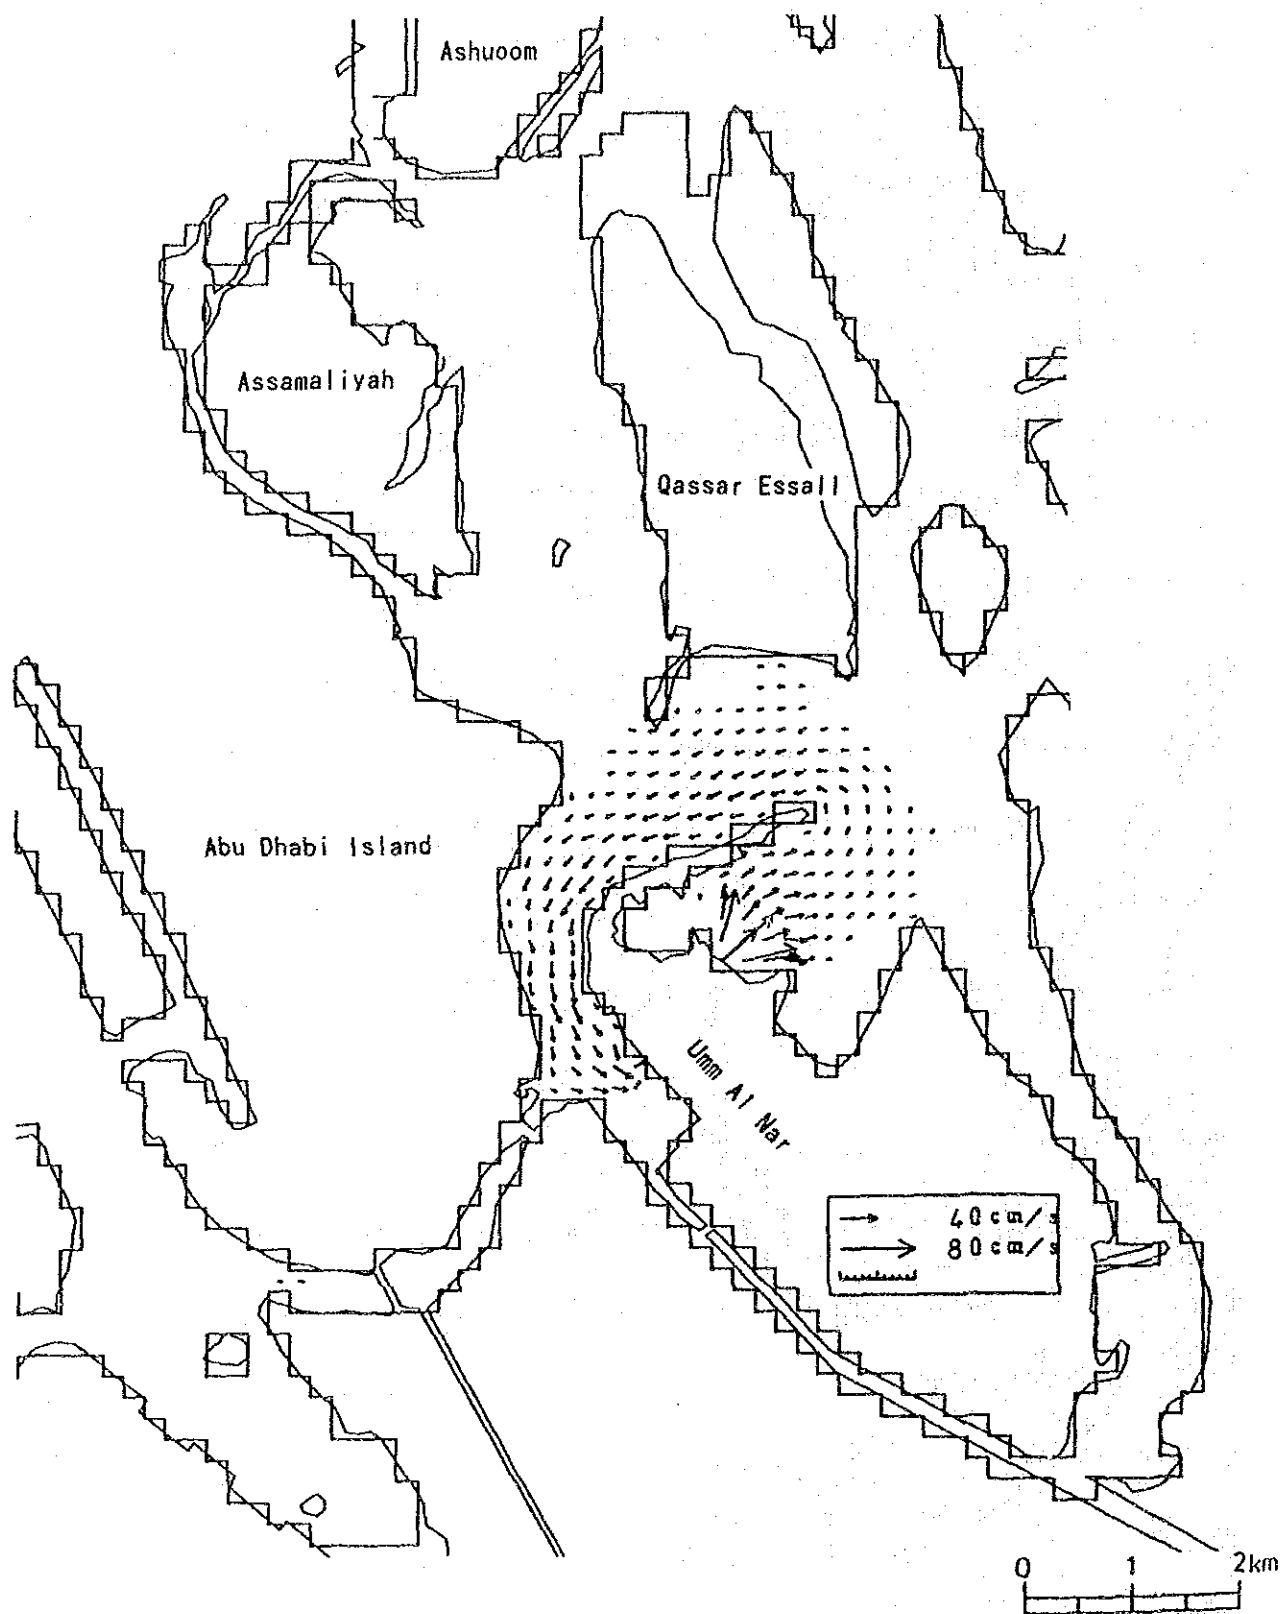 Ashuoom
Assamaliyah
Qassar Essall
Abu Dhabi Island
Umm Al Nar
40cm/s
80cm/s
0 1 2km